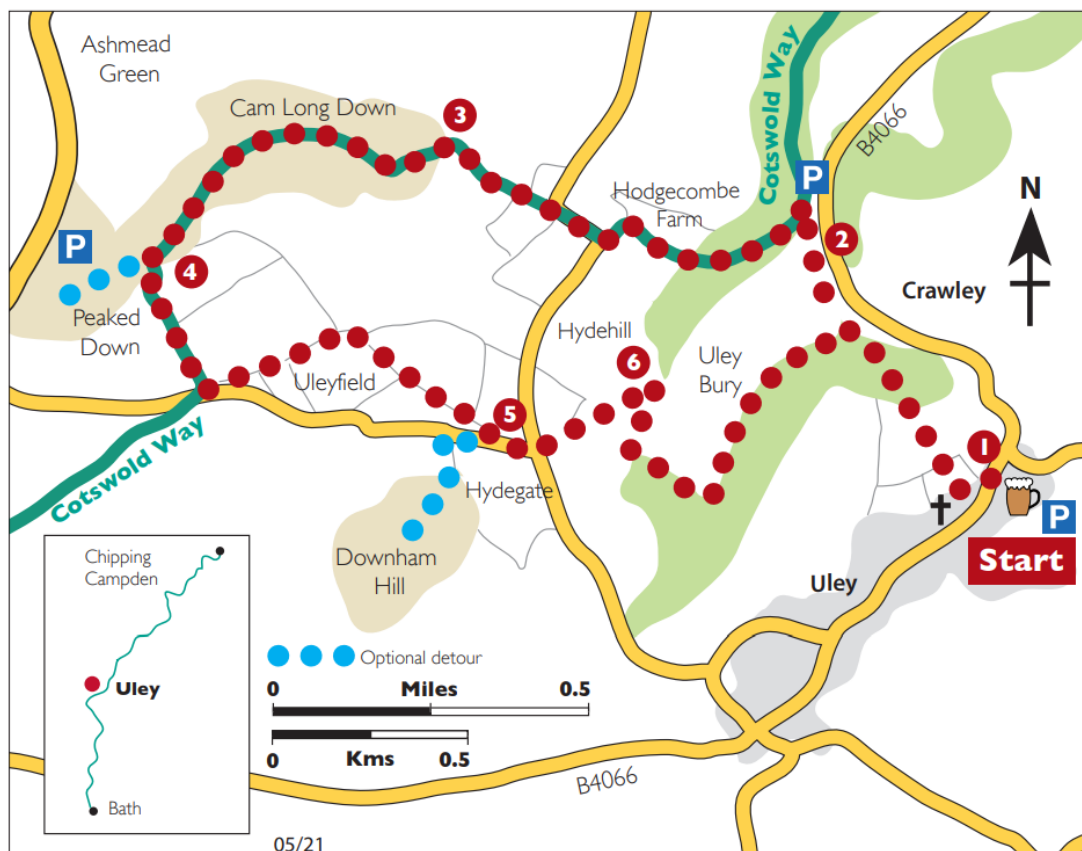 Ashmead
Green
Cam Long Down
3
Cotswold Way
B4066
P
Hodgecombe
Farm
2
N
P
4
Crawley
Peaked
Down
Hydehill
6
Uley
Bury
Uleyfield
5
1
Cotswold Way
Hydegate
P
Start
Downham
Hill
Uley
Chipping
Campden
Uley
Bath
Optional detour
0 Miles 0.5
0 Kms 0.5
B4066
05/21